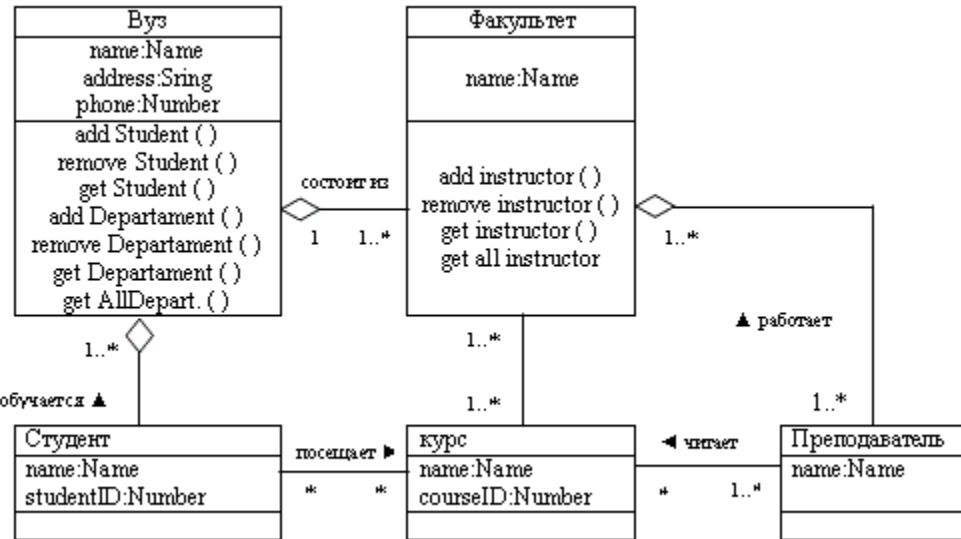 Вуз
name:Name
address:Sring
phone:Number
add Student ( )
remove Student ( )
get Student ( )
add Departament ( )
remove Departament ( )
get Departament ( )
get AllDepart. ( )
состоит из
1 1..*
Факультет
name:Name
add instructor ( )
remove instructor ( )
get instructor ( )
get all instructor
1..*
▲ работает
1..*
1..*
1..*
1..*
обучается ▲
Студент
name:Name
studentID:Number
посещает ►
* *
курс
name:Name
courseID:Number
◄ читает
* 1..*
Преподаватель
name:Name